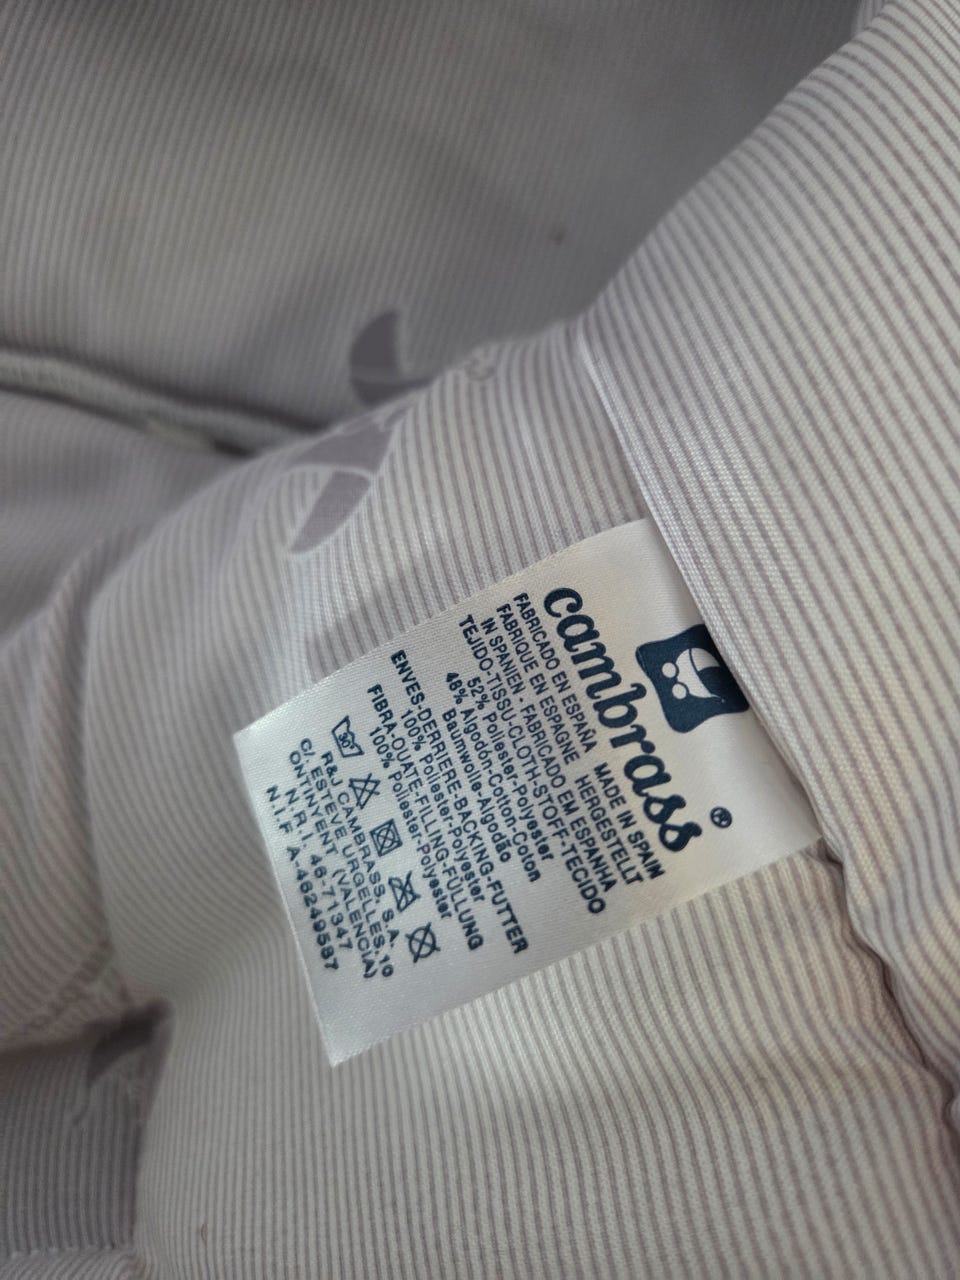 cambrass®
FABRICADO EN ESPAÑA MADE IN SPAIN
FABRIQUE EN ESPAGNE HERGESTELLT
IN SPANIEN · FABRICADO EM ESPANHA
TEJIDO-TISSU-CLOTH-STOFF-TECIDO
52% Poliester-Polyester
48% Algodón-Cotton-Coton
Baumwolle-Algodão
ENVES-DERRIERE-BACKING-FUTTER
100% Poliester-Polyester
FIBRA-OUATE-FILLING-FÜLLUNG
100% Poliester-Polyester
30°
R&J CAMBRASS, S.A.
C/. ESTEVE URGELLES,10
ONTINYENT (VALENCIA)
N.R.I. 46-71347
N.I.F A-46249587